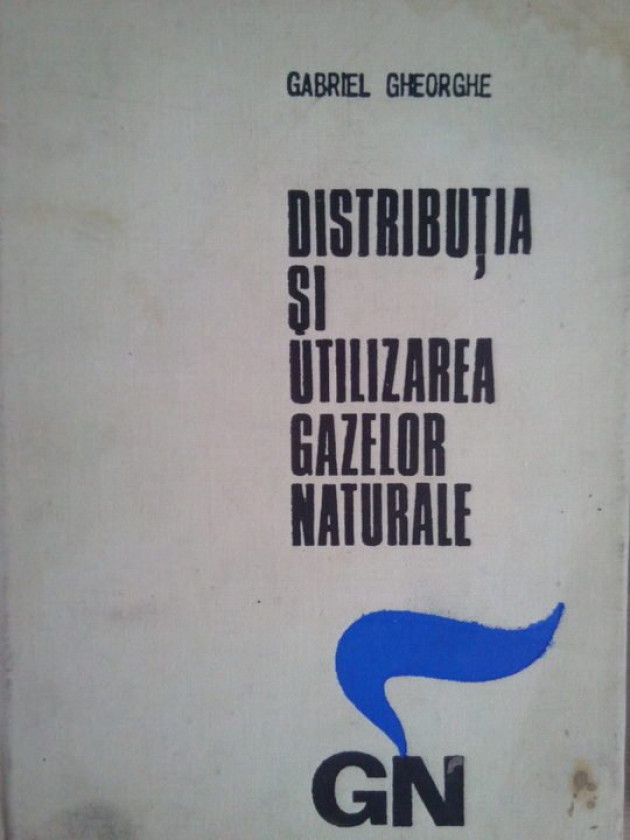 GABRIEL GHEORGHE
DISTRIBUȚIA
ȘI
UTILIZAREA
GAZELOR
NATURALE
GN